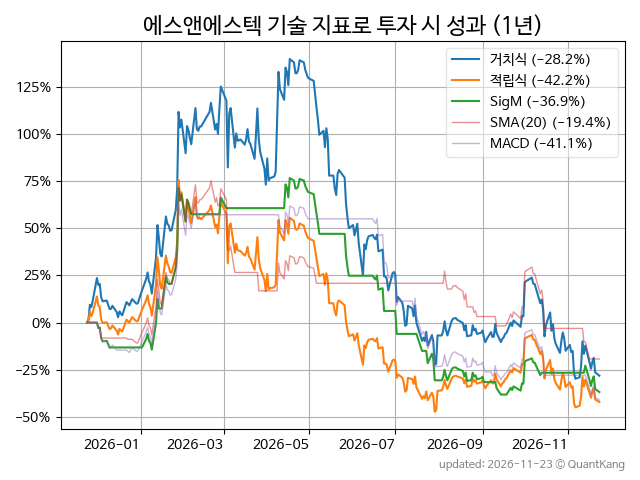 에스앤에스텍 기술 지표로 투자 시 성과 (1년)
거치식 (−28.2%)
적립식 (−42.2%)
SigM (−36.9%)
SMA(20) (−19.4%)
MACD (−41.1%)
125%
100%
75%
50%
25%
0%
−25%
−50%
2026-01 2026-03 2026-05 2026-07 2026-09 2026-11
updated: 2026-11-23 ⓒ QuantKang